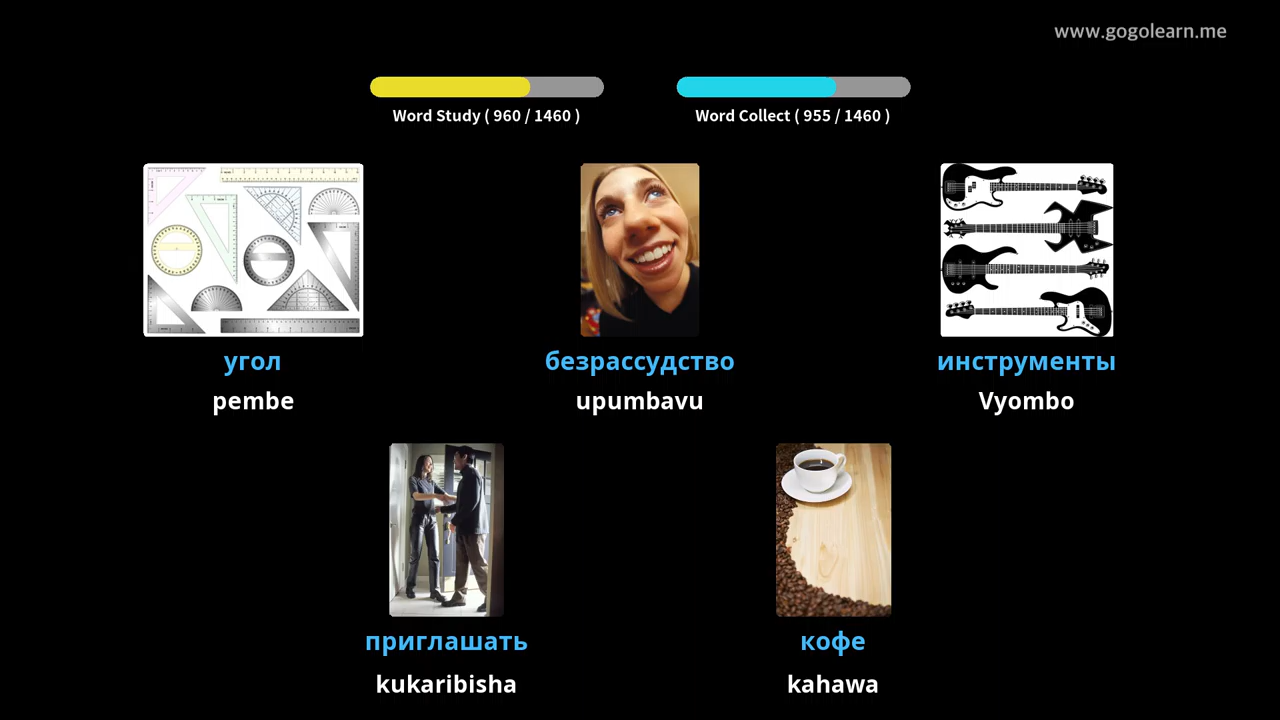 www.gogolearn.me
Word Study ( 960 / 1460 )
Word Collect ( 955 / 1460 )
угол
безрассудство
инструменты
pembe
upumbavu
Vyombo
приглашать
кофе
kukaribisha
kahawa